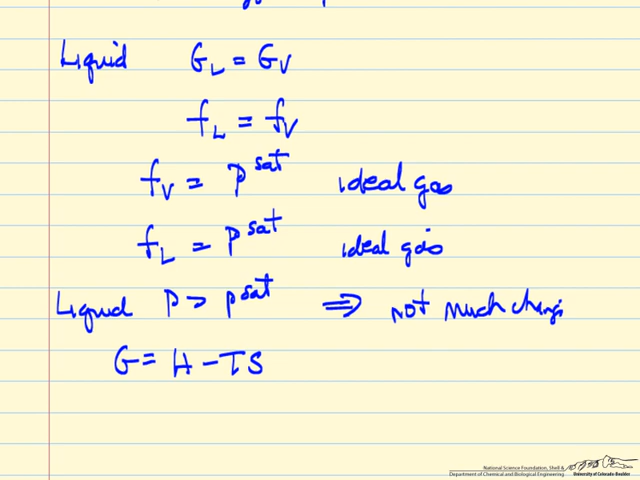 Liquid G_L = G_V
f_L = f_V
f_V = P^sat ideal gas
f_L = P^sat ideal gas
Liquid P > P^sat ⇒ not much change
G = H - TS
National Science Foundation, Shell &
Department of Chemical and Biological Engineering
University of Colorado Boulder